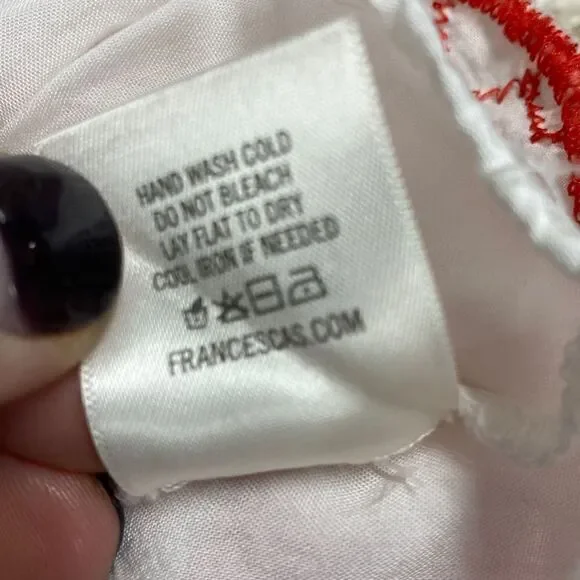 HAND WASH COLD
DO NOT BLEACH
LAY FLAT TO DRY
COOL IRON IF NEEDED
FRANCESCAS.COM